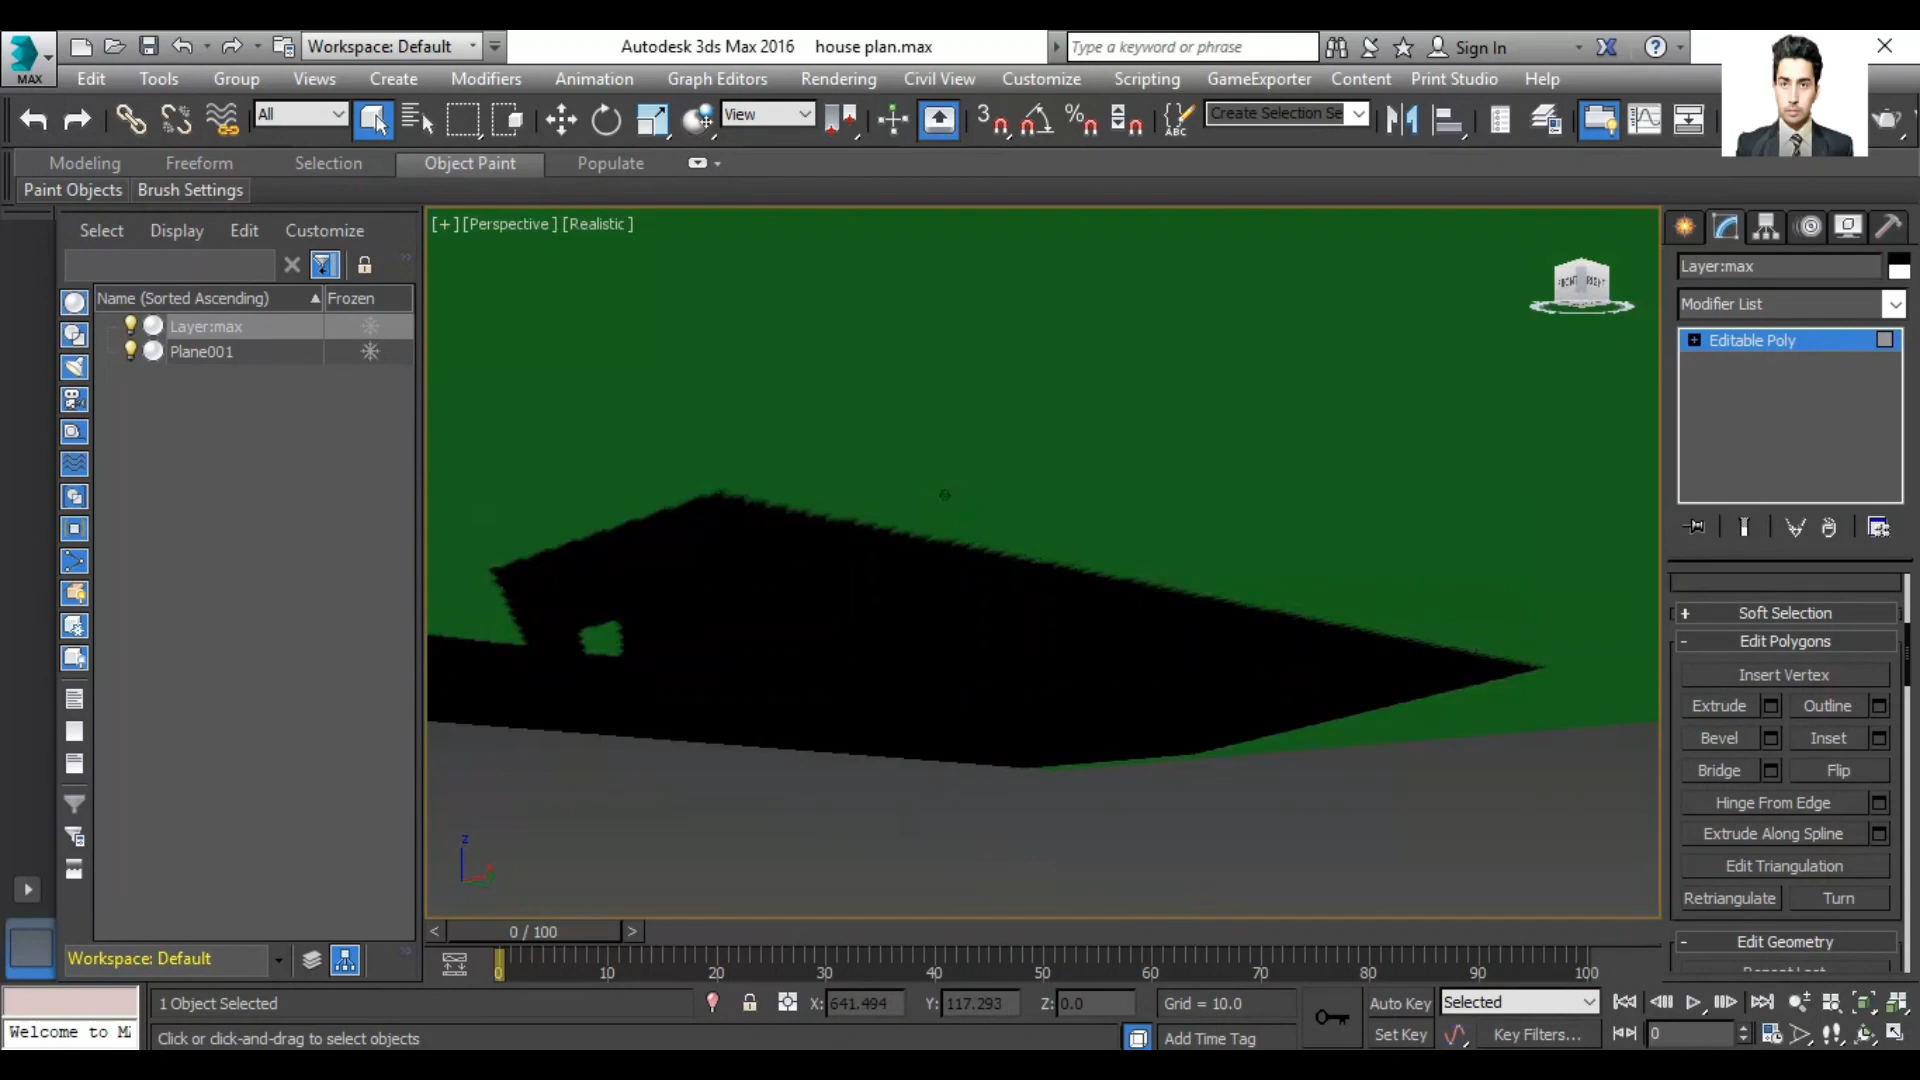 Workspace: Default
Autodesk 3ds Max 2016 house plan.max
Type a keyword or phrase
Sign In
MAX
Edit Tools Group Views Create Modifiers Animation Graph Editors Rendering Civil View Customize Scripting GameExporter Content Print Studio Help
All
View
3
ABC
Create Selection Se
Modeling Freeform Selection Object Paint Populate
Paint Objects Brush Settings
Select Display Edit Customize
Name (Sorted Ascending) Frozen
Layer:max
Plane001
[+][Perspective][Realistic]
FRONT RIGHT
z
Layer:max
Modifier List
Editable Poly
+ Soft Selection
- Edit Polygons
Insert Vertex
Extrude Outline
Bevel Inset
Bridge Flip
Hinge From Edge
Extrude Along Spline
Edit Triangulation
Retriangulate Turn
- Edit Geometry
Repeat Last
< 0 / 100 >
0 10 20 30 40 50 60 70 80 90 100
Workspace: Default
1 Object Selected
X: 641.494 Y: 117.293 Z: 0.0
Grid = 10.0
Auto Key Selected
Welcome to M
Click or click-and-drag to select objects
Add Time Tag
Set Key Key Filters...
0